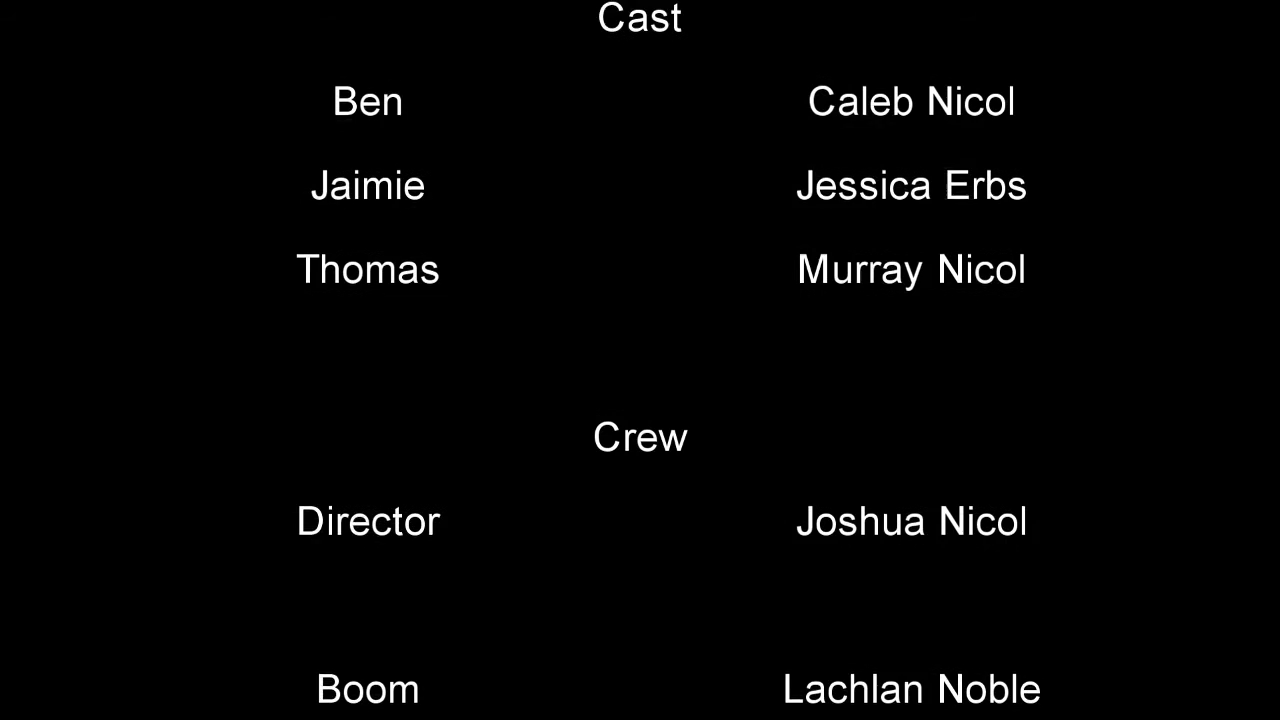 Cast
Ben Caleb Nicol
Jaimie Jessica Erbs
Thomas Murray Nicol
Crew
Director Joshua Nicol
Boom Lachlan Noble